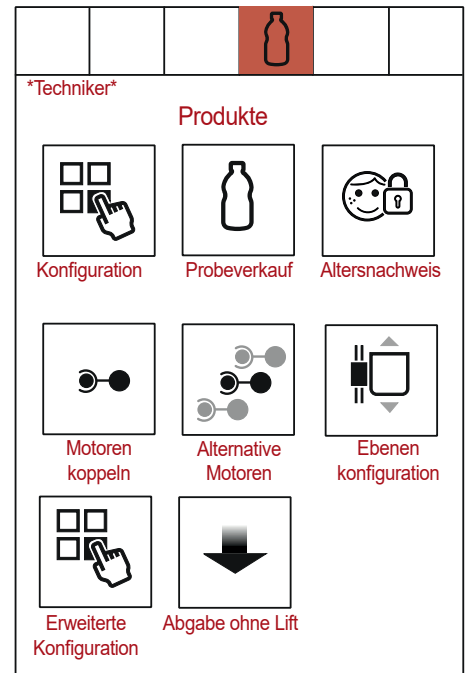 *Techniker*
Produkte
Konfiguration
Probeverkauf
Altersnachweis
Motoren
koppeln
Alternative
Motoren
Ebenen
konfiguration
Erweiterte
Konfiguration
Abgabe ohne Lift